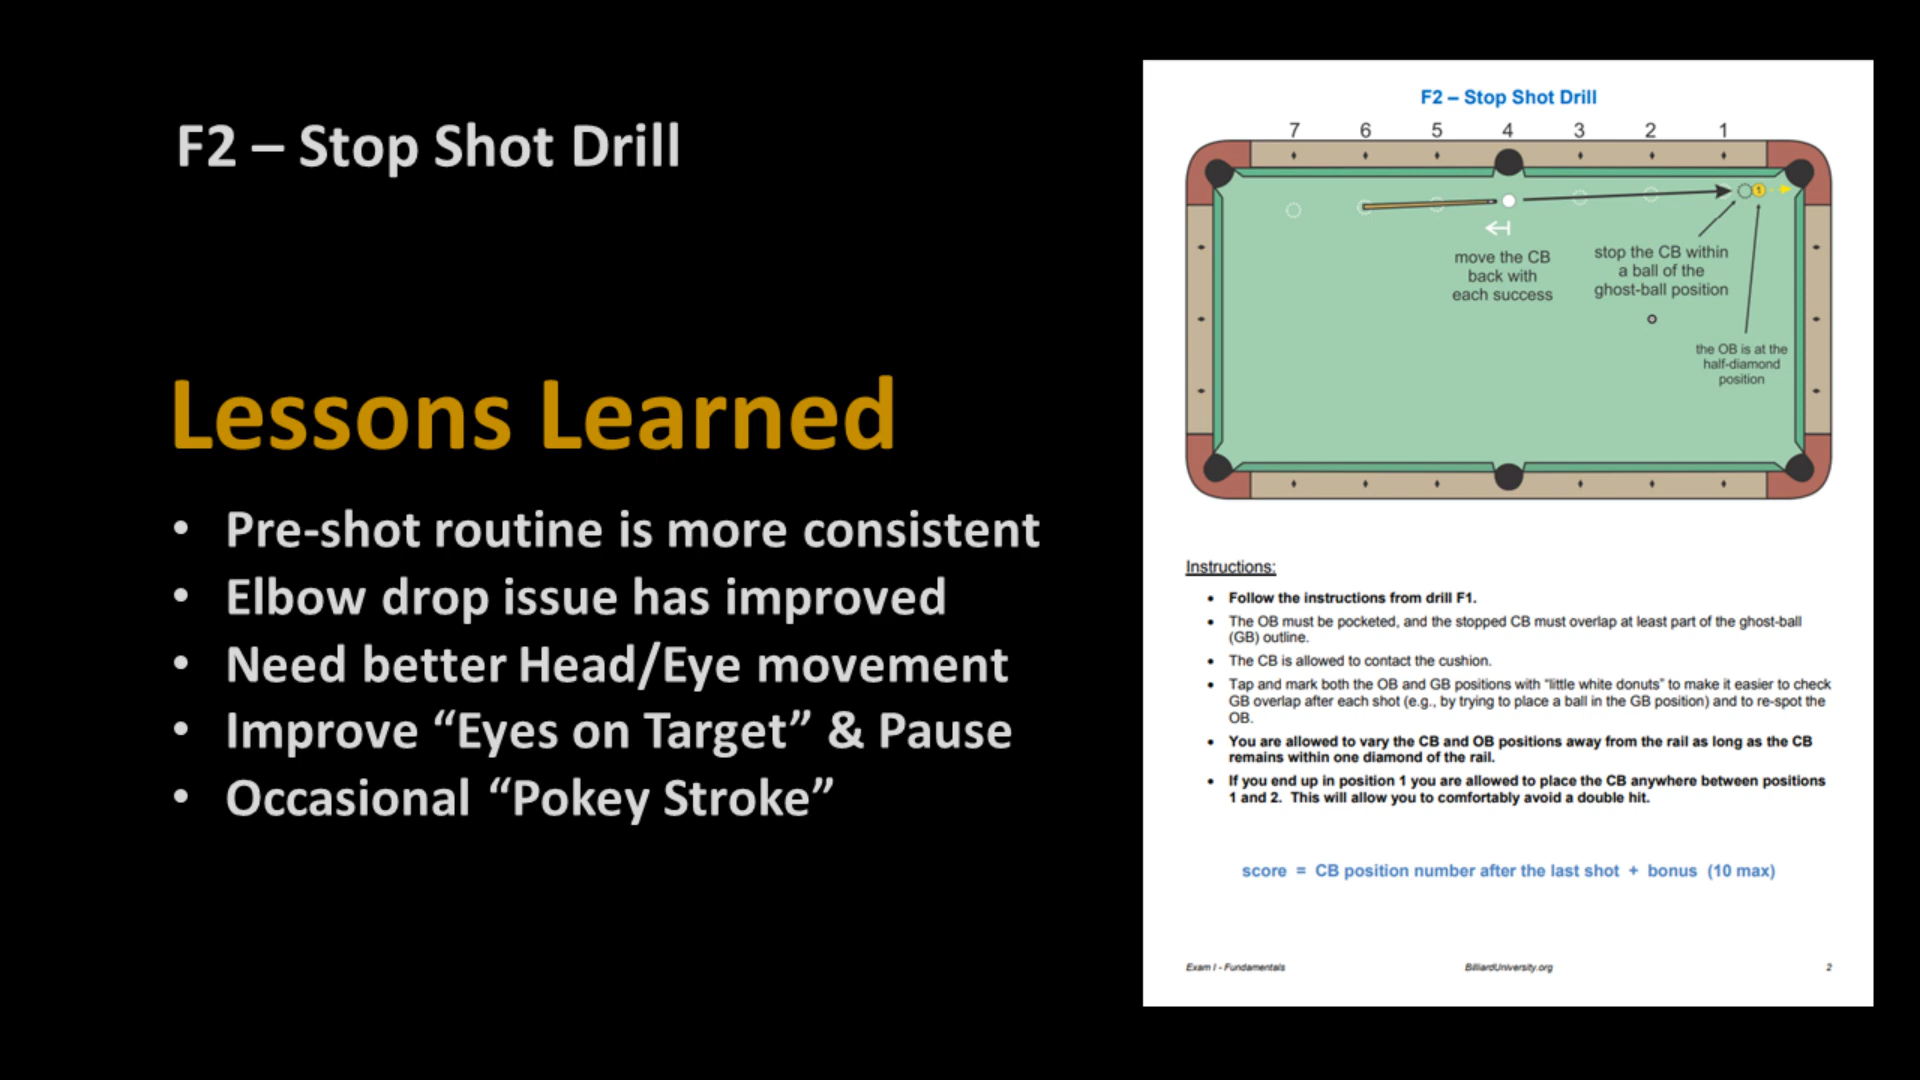 F2 – Stop Shot Drill
Lessons Learned
• Pre-shot routine is more consistent
• Elbow drop issue has improved
• Need better Head/Eye movement
• Improve “Eyes on Target” & Pause
• Occasional “Pokey Stroke”
F2 – Stop Shot Drill
7 6 5 4 3 2 1
1
move the CB
back with
each success
stop the CB within
a ball of the
ghost-ball position
the OB is at the
half-diamond
position
Instructions:
• Follow the instructions from drill F1.
• The OB must be pocketed, and the stopped CB must overlap at least part of the ghost-ball
(GB) outline.
• The CB is allowed to contact the cushion.
• Tap and mark both the OB and GB positions with “little white donuts” to make it easier to check
GB overlap after each shot (e.g., by trying to place a ball in the GB position) and to re-spot the
OB.
• You are allowed to vary the CB and OB positions away from the rail as long as the CB
remains within one diamond of the rail.
• If you end up in position 1 you are allowed to place the CB anywhere between positions
1 and 2.  This will allow you to comfortably avoid a double hit.
score = CB position number after the last shot + bonus (10 max)
Exam I - Fundamentals BilliardUniversity.org 2